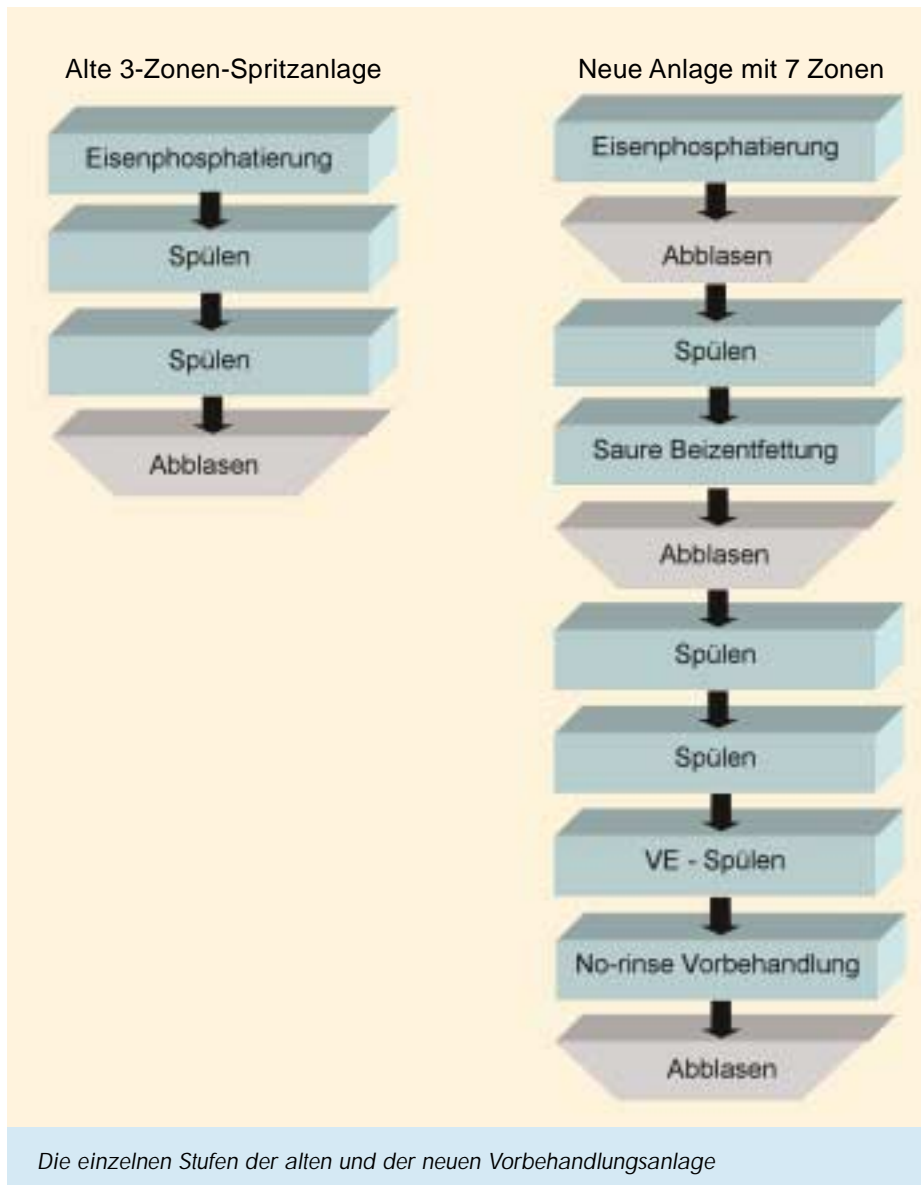 Alte 3-Zonen-Spritzanlage
Eisenphosphatierung
Spülen
Spülen
Abblasen
Neue Anlage mit 7 Zonen
Eisenphosphatierung
Abblasen
Spülen
Saure Beizentfettung
Abblasen
Spülen
Spülen
VE - Spülen
No-rinse Vorbehandlung
Abblasen
Die einzelnen Stufen der alten und der neuen Vorbehandlungsanlage